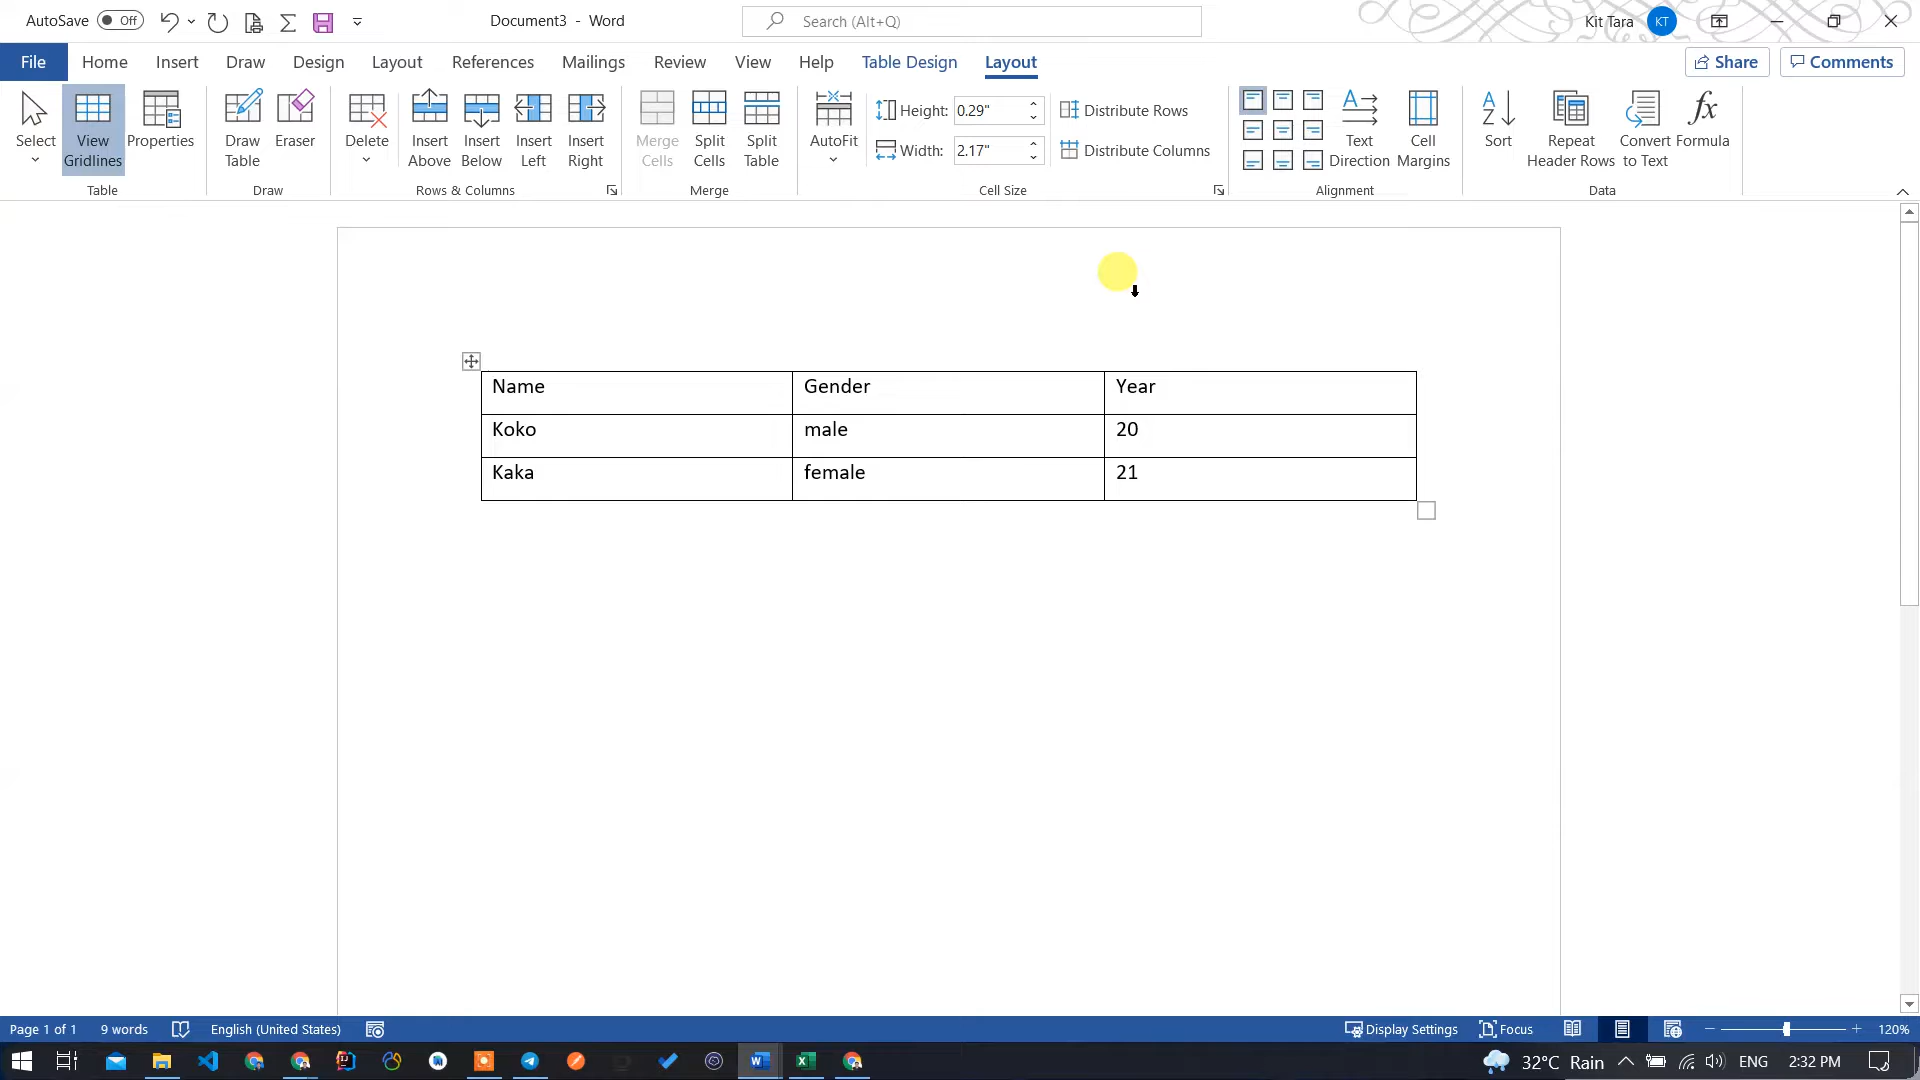 AutoSave Off Document3 - Word Search (Alt+Q) Kit Tara KT
File Home Insert Draw Design Layout References Mailings Review View Help Table Design Layout Share Comments
Select View Gridlines Properties Draw Table Eraser Delete Insert Above Insert Below Insert Left Insert Right Merge Cells Split Cells Split Table AutoFit Height: 0.29" Width: 2.17" Distribute Rows Distribute Columns Text Direction Cell Margins Sort Repeat Header Rows Convert to Text Formula
Table Draw Rows & Columns Merge Cell Size Alignment Data
Name Gender Year
Koko male 20
Kaka female 21
Page 1 of 1 9 words English (United States) Display Settings Focus 120%
32°C Rain ENG 2:32 PM